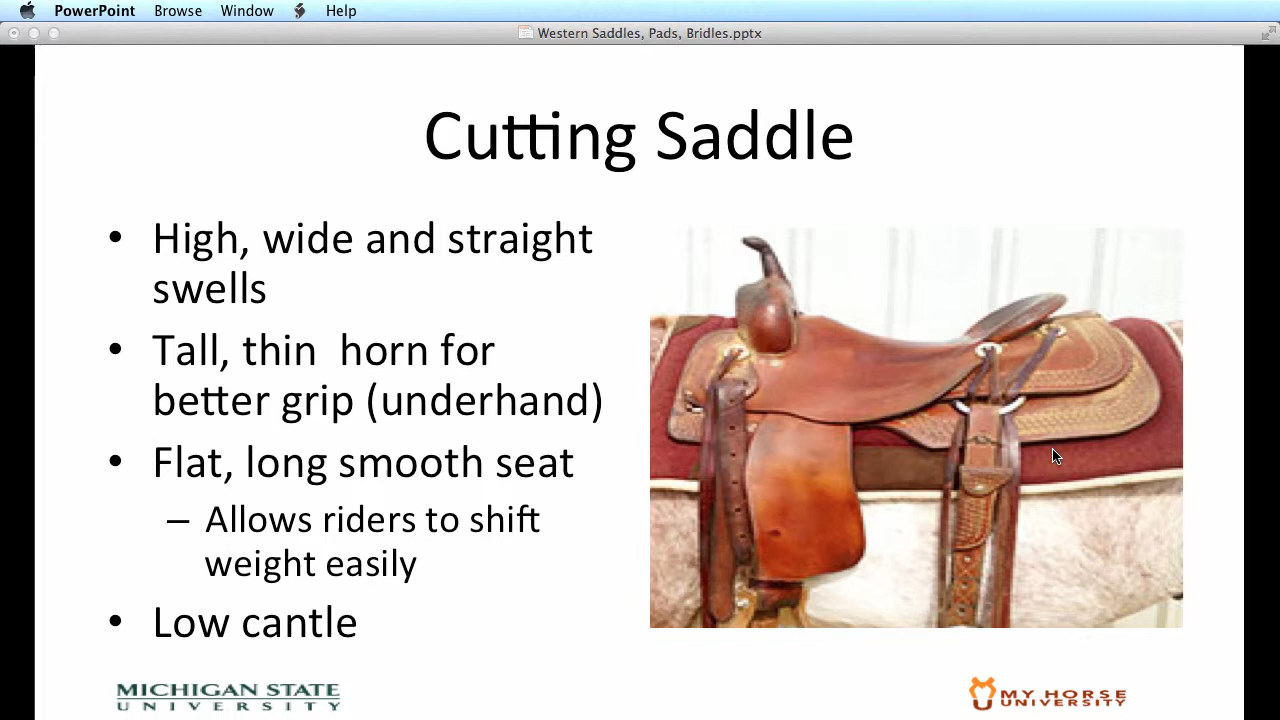 PowerPoint Browse Window Help
Western Saddles, Pads, Bridles.pptx
Cutting Saddle
• High, wide and straight
swells
• Tall, thin  horn for
better grip (underhand)
• Flat, long smooth seat
– Allows riders to shift
weight easily
• Low cantle
MICHIGAN STATE
UNIVERSITY
MY HORSE
UNIVERSITY